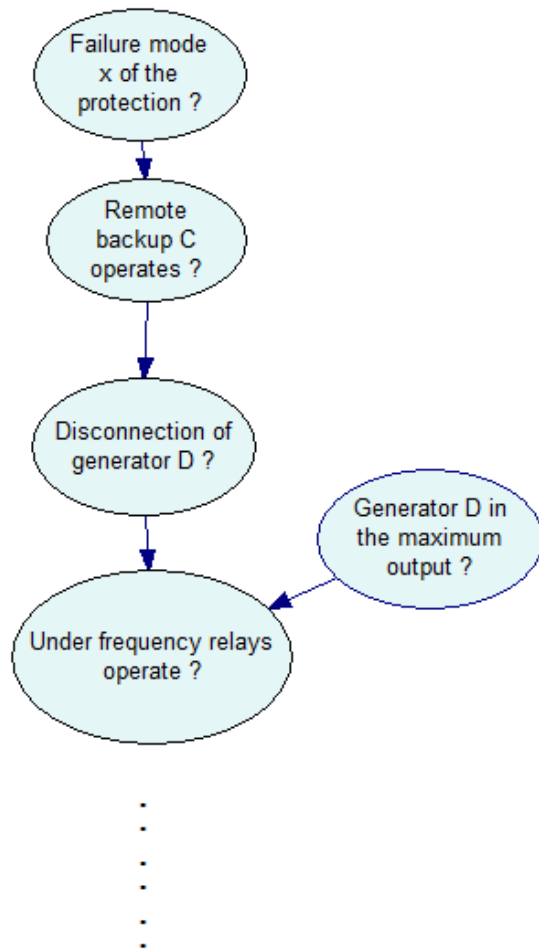 Failure mode
x of the
protection ?
Remote
backup C
operates ?
Disconnection of
generator D ?
Generator D in
the maximum
output ?
Under frequency relays
operate ?